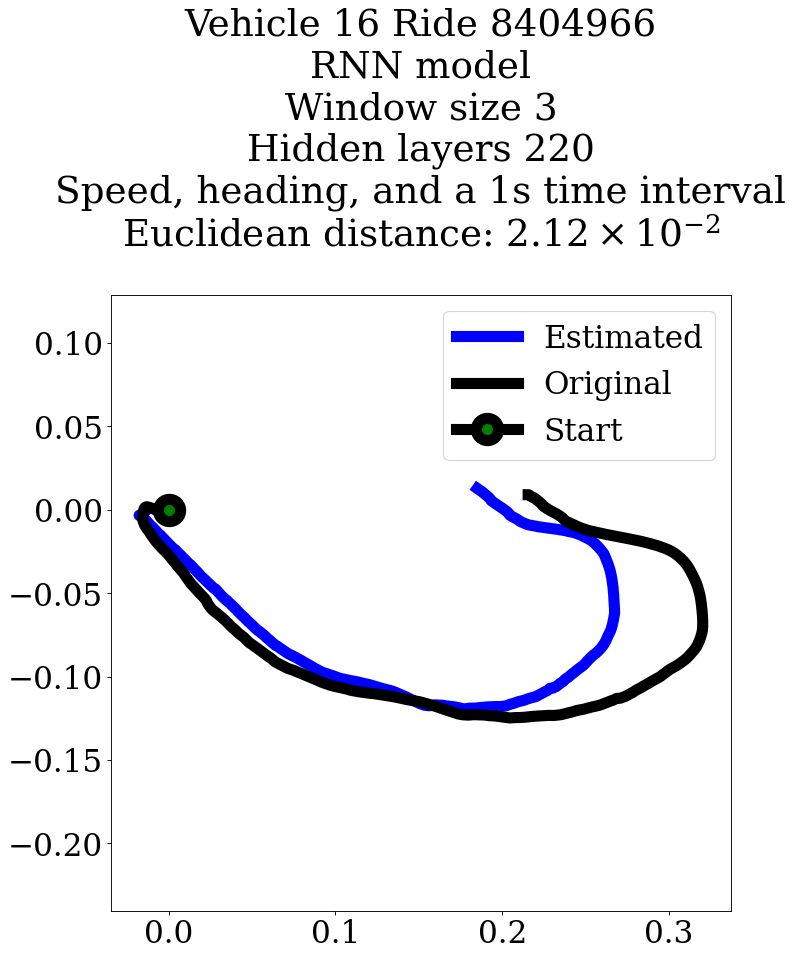 Vehicle 16 Ride 8404966
RNN model
Window size 3
Hidden layers 220
Speed, heading, and a 1s time interval
Euclidean distance: 2.12 × 10⁻²
Estimated
Original
Start
0.10
0.05
0.00
−0.05
−0.10
−0.15
−0.20
0.0 0.1 0.2 0.3